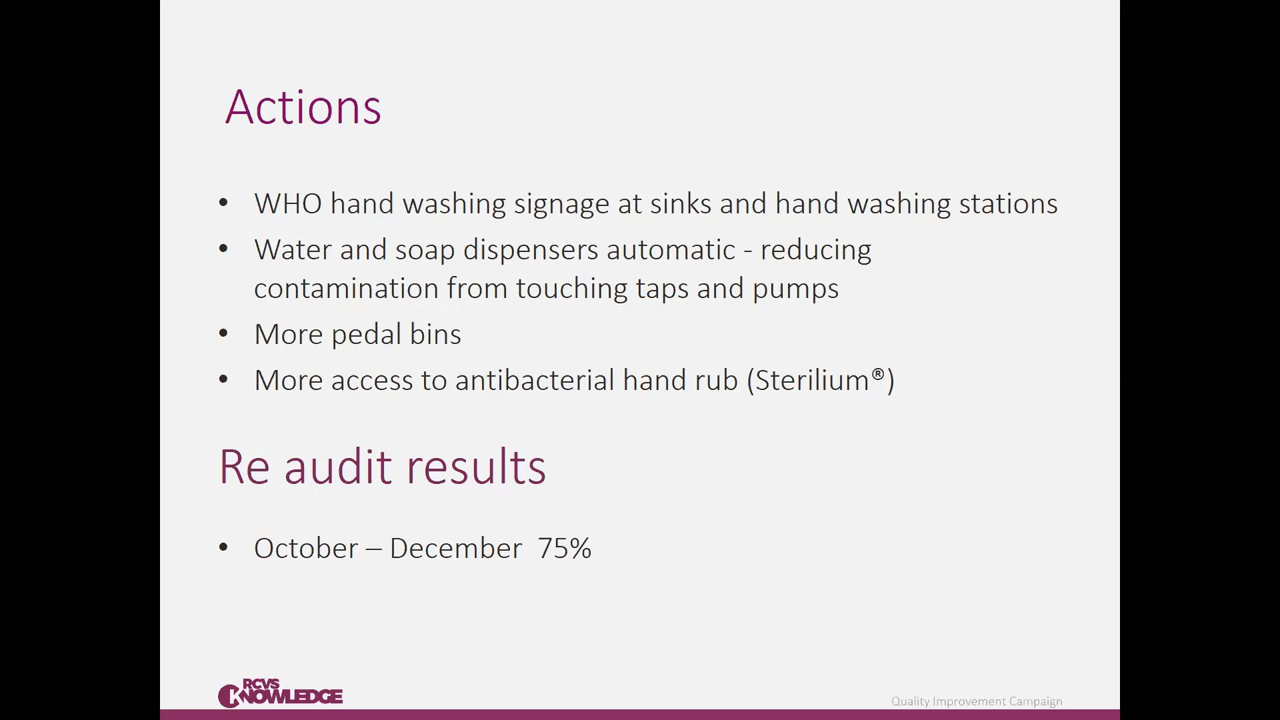 Actions
• WHO hand washing signage at sinks and hand washing stations
• Water and soap dispensers automatic - reducing
contamination from touching taps and pumps
• More pedal bins
• More access to antibacterial hand rub (Sterilium®)
Re audit results
• October – December 75%
RCVS
KNOWLEDGE
Quality Improvement Campaign